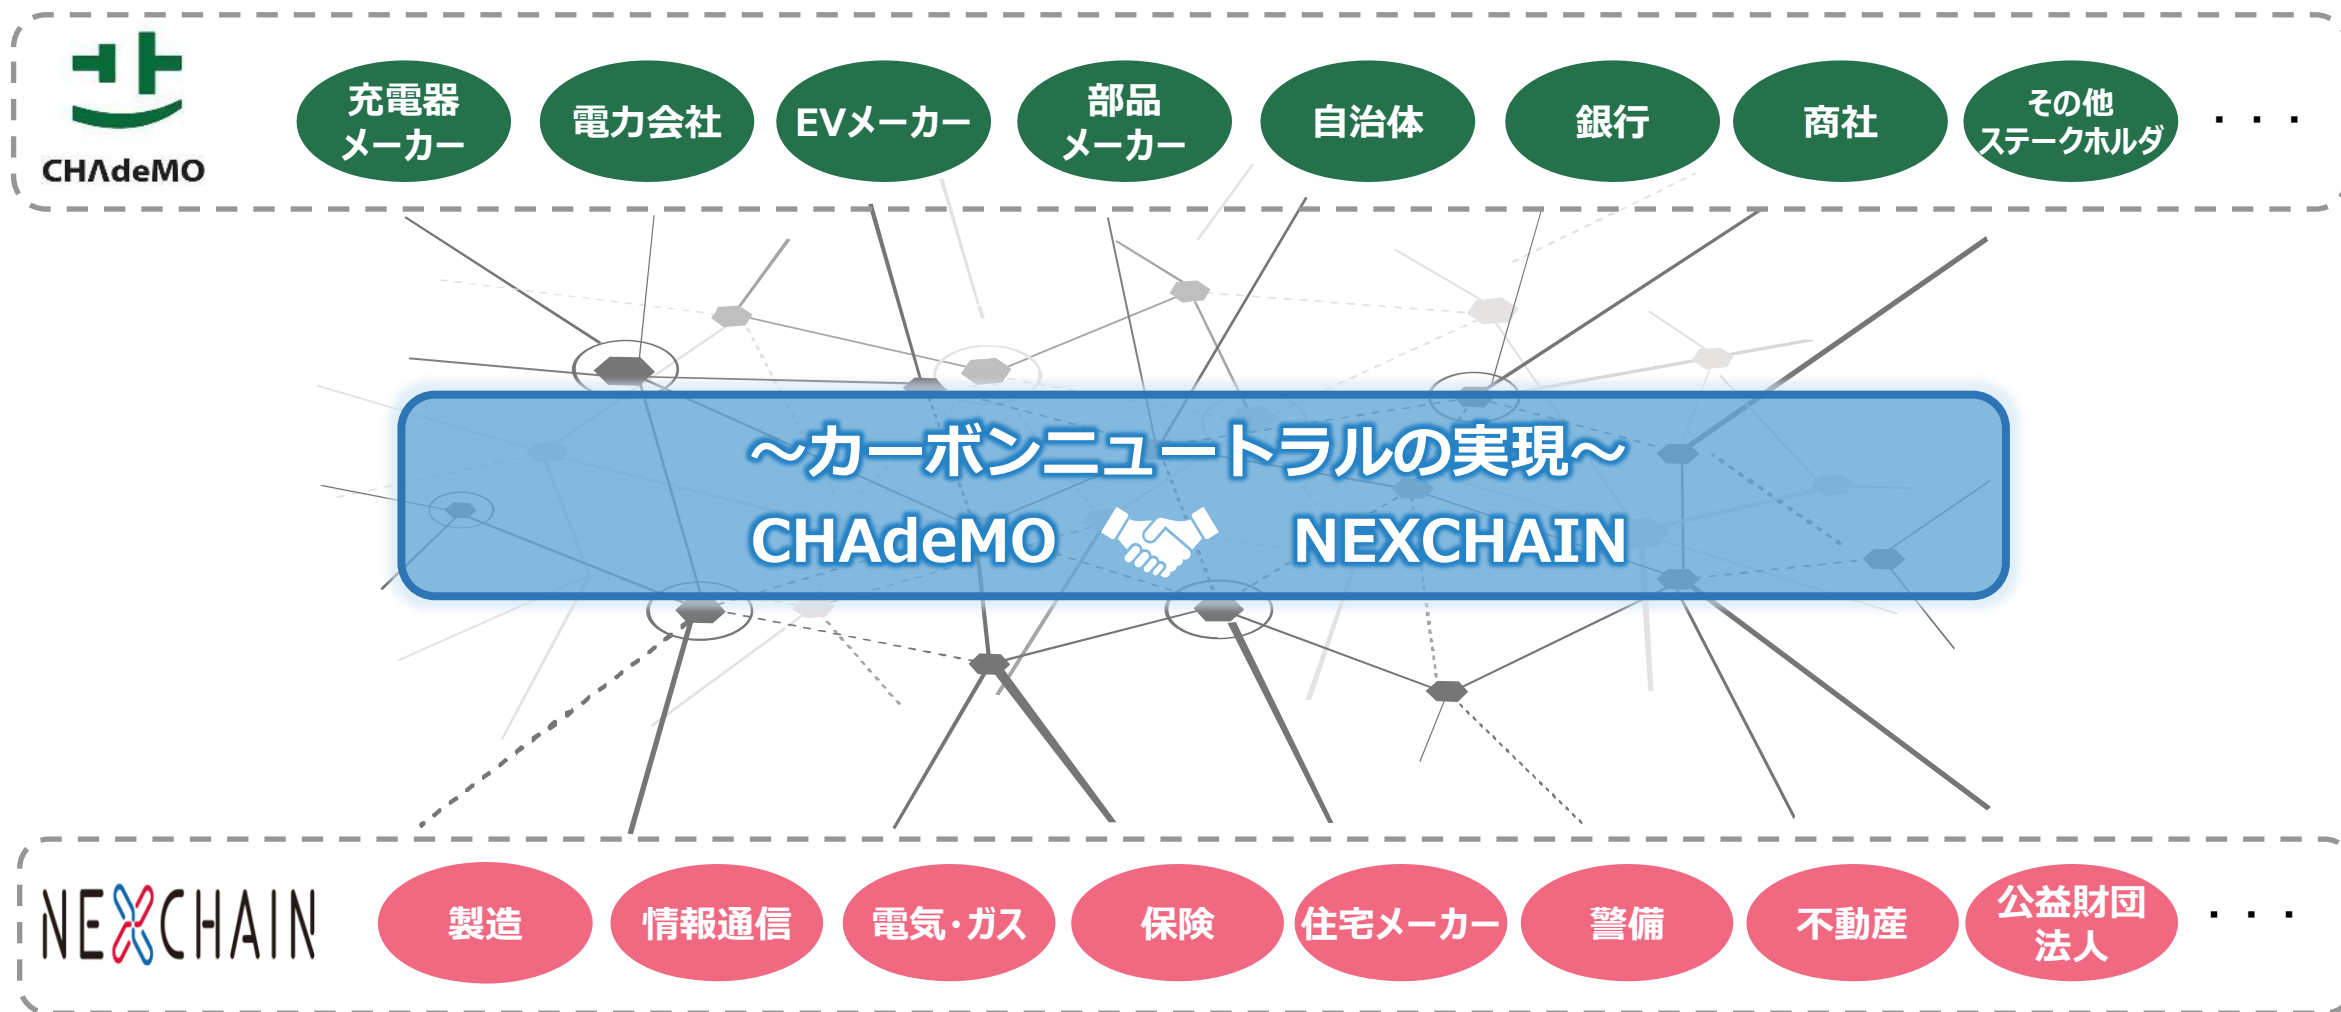 CHAdeMO
充電器
メーカー
電力会社
EVメーカー
部品
メーカー
自治体
銀行
商社
その他
ステークホルダ
・・・
～カーボンニュートラルの実現～
CHAdeMO NEXCHAIN
NEXCHAIN
製造
情報通信
電気・ガス
保険
住宅メーカー
警備
不動産
公益財団
法人
・・・